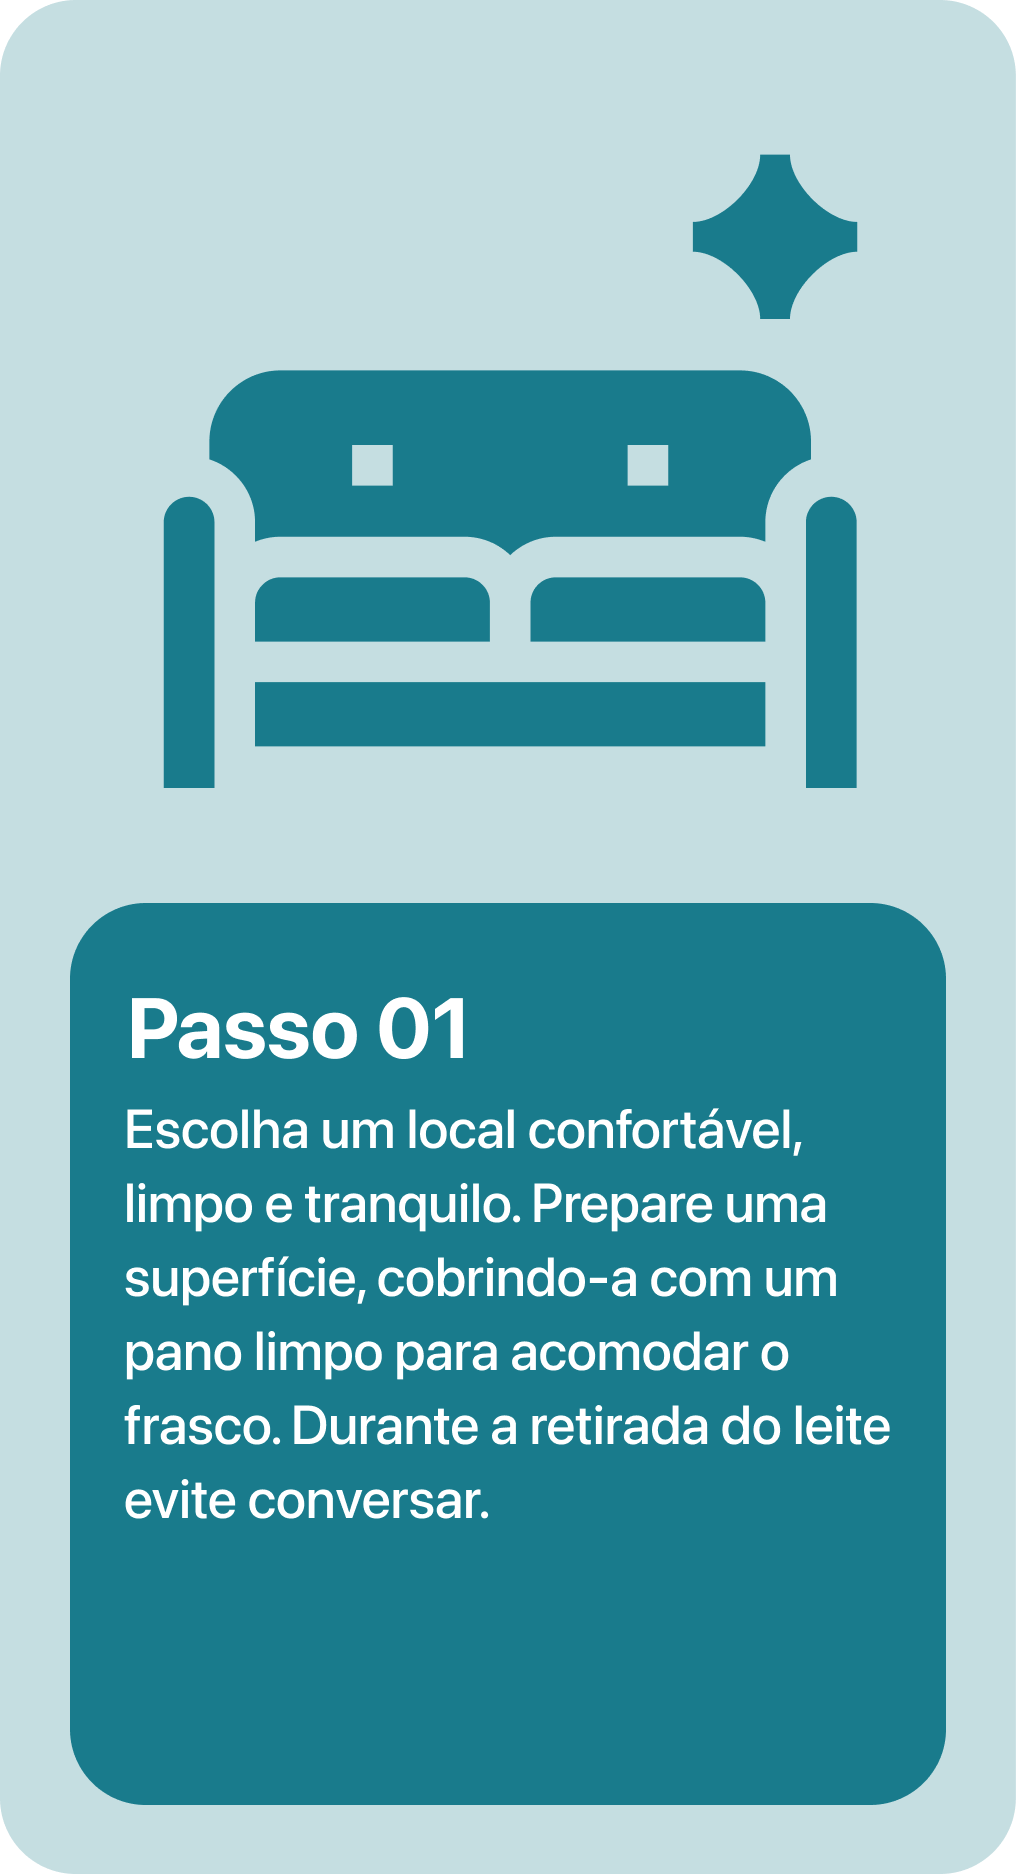 Passo 01
Escolha um local confortável,
limpo e tranquilo. Prepare uma
superfície, cobrindo-a com um
pano limpo para acomodar o
frasco. Durante a retirada do leite
evite conversar.